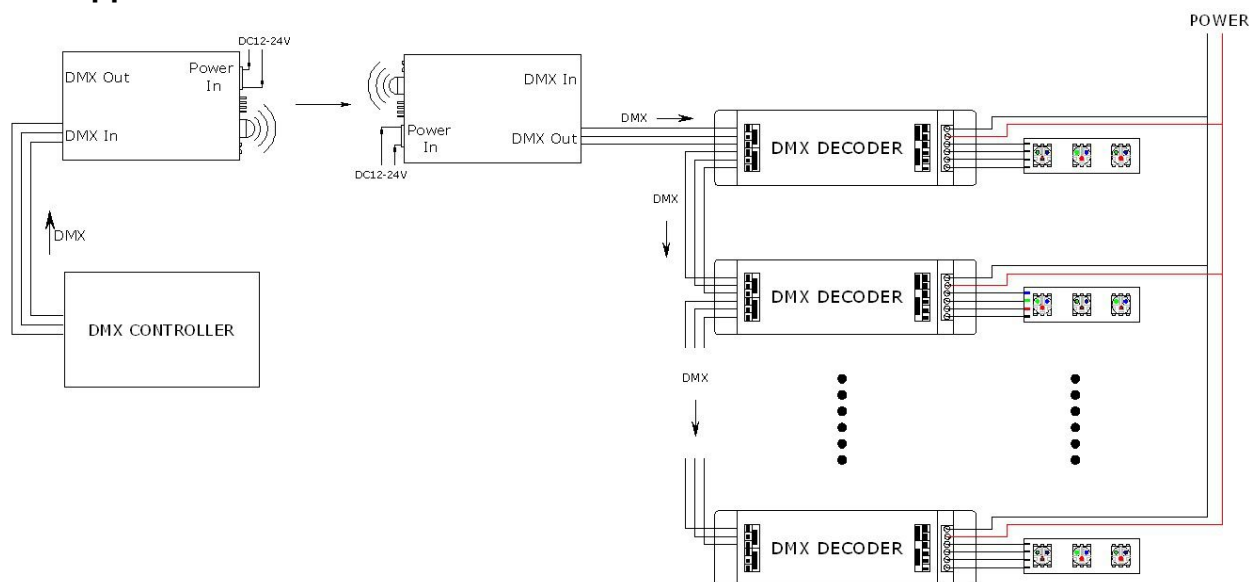 pp
POWER
DC12-24V
DMX Out
Power
In
DMX In
DMX
DMX CONTROLLER
DMX In
DMX Out
Power
In
DC12-24V
DMX
DMX DECODER
DMX
DMX DECODER
DMX
DMX DECODER